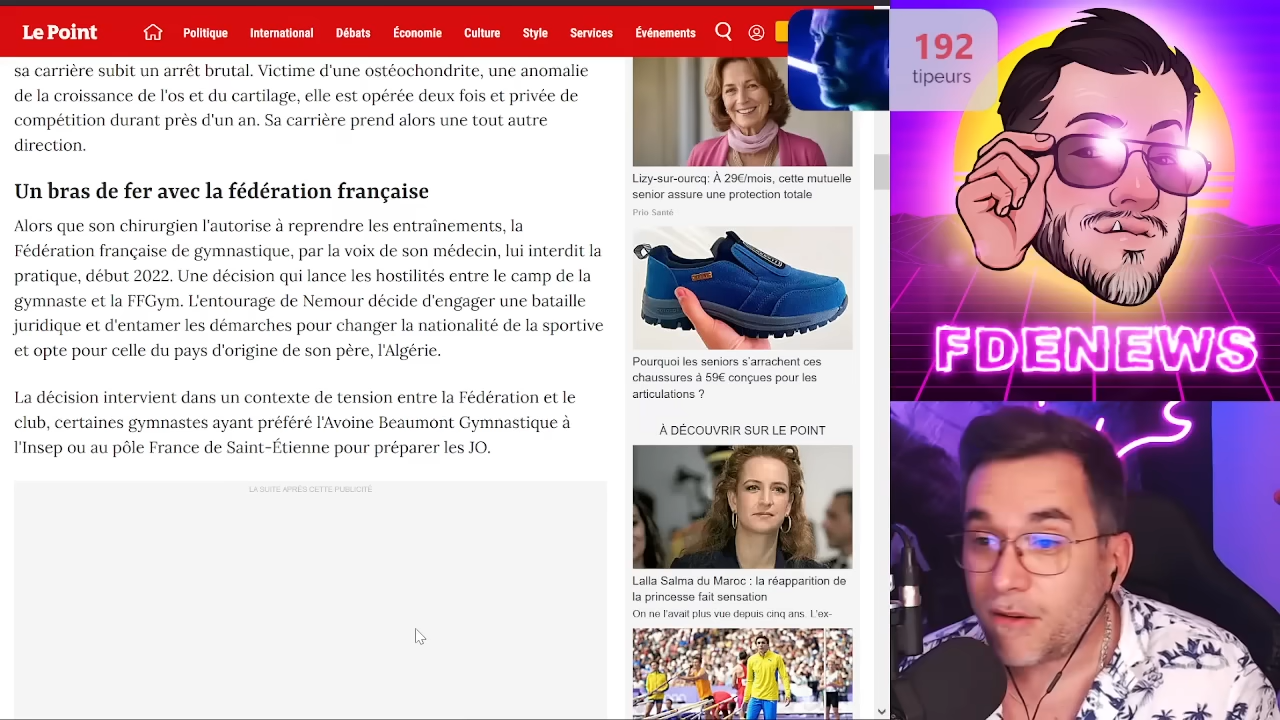 Le Point
Politique
International
Débats
Économie
Culture
Style
Services
Événements
192
tipeurs
sa carrière subit un arrêt brutal. Victime d'une ostéochondrite, une anomalie
de la croissance de l'os et du cartilage, elle est opérée deux fois et privée de
compétition durant près d'un an. Sa carrière prend alors une tout autre
direction.
Un bras de fer avec la fédération française
Alors que son chirurgien l'autorise à reprendre les entraînements, la
Fédération française de gymnastique, par la voix de son médecin, lui interdit la
pratique, début 2022. Une décision qui lance les hostilités entre le camp de la
gymnaste et la FFGym. L'entourage de Nemour décide d'engager une bataille
juridique et d'entamer les démarches pour changer la nationalité de la sportive
et opte pour celle du pays d'origine de son père, l'Algérie.
La décision intervient dans un contexte de tension entre la Fédération et le
club, certaines gymnastes ayant préféré l'Avoine Beaumont Gymnastique à
l'Insep ou au pôle France de Saint-Étienne pour préparer les JO.
LA SUITE APRÈS CETTE PUBLICITÉ
Lizy-sur-ourcq: À 29€/mois, cette mutuelle
senior assure une protection totale
Prio Santé
Pourquoi les seniors s'arrachent ces
chaussures à 59€ conçues pour les
articulations ?
À DÉCOUVRIR SUR LE POINT
Lalla Salma du Maroc : la réapparition de
la princesse fait sensation
On ne l'avait plus vue depuis cinq ans. L'ex-
FDENEWS